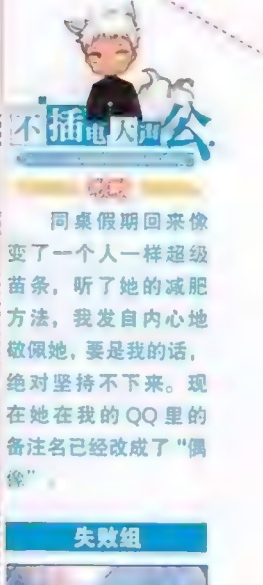 不插电人声公
同桌假期回来像
变了一个人一样超级
苗条，听了她的减肥
方法，我发自内心地
敬佩她，要是我的话，
绝对坚持不下来。现
在她在我的QQ里的
备注名已经改成了“偶
像”。
失败组